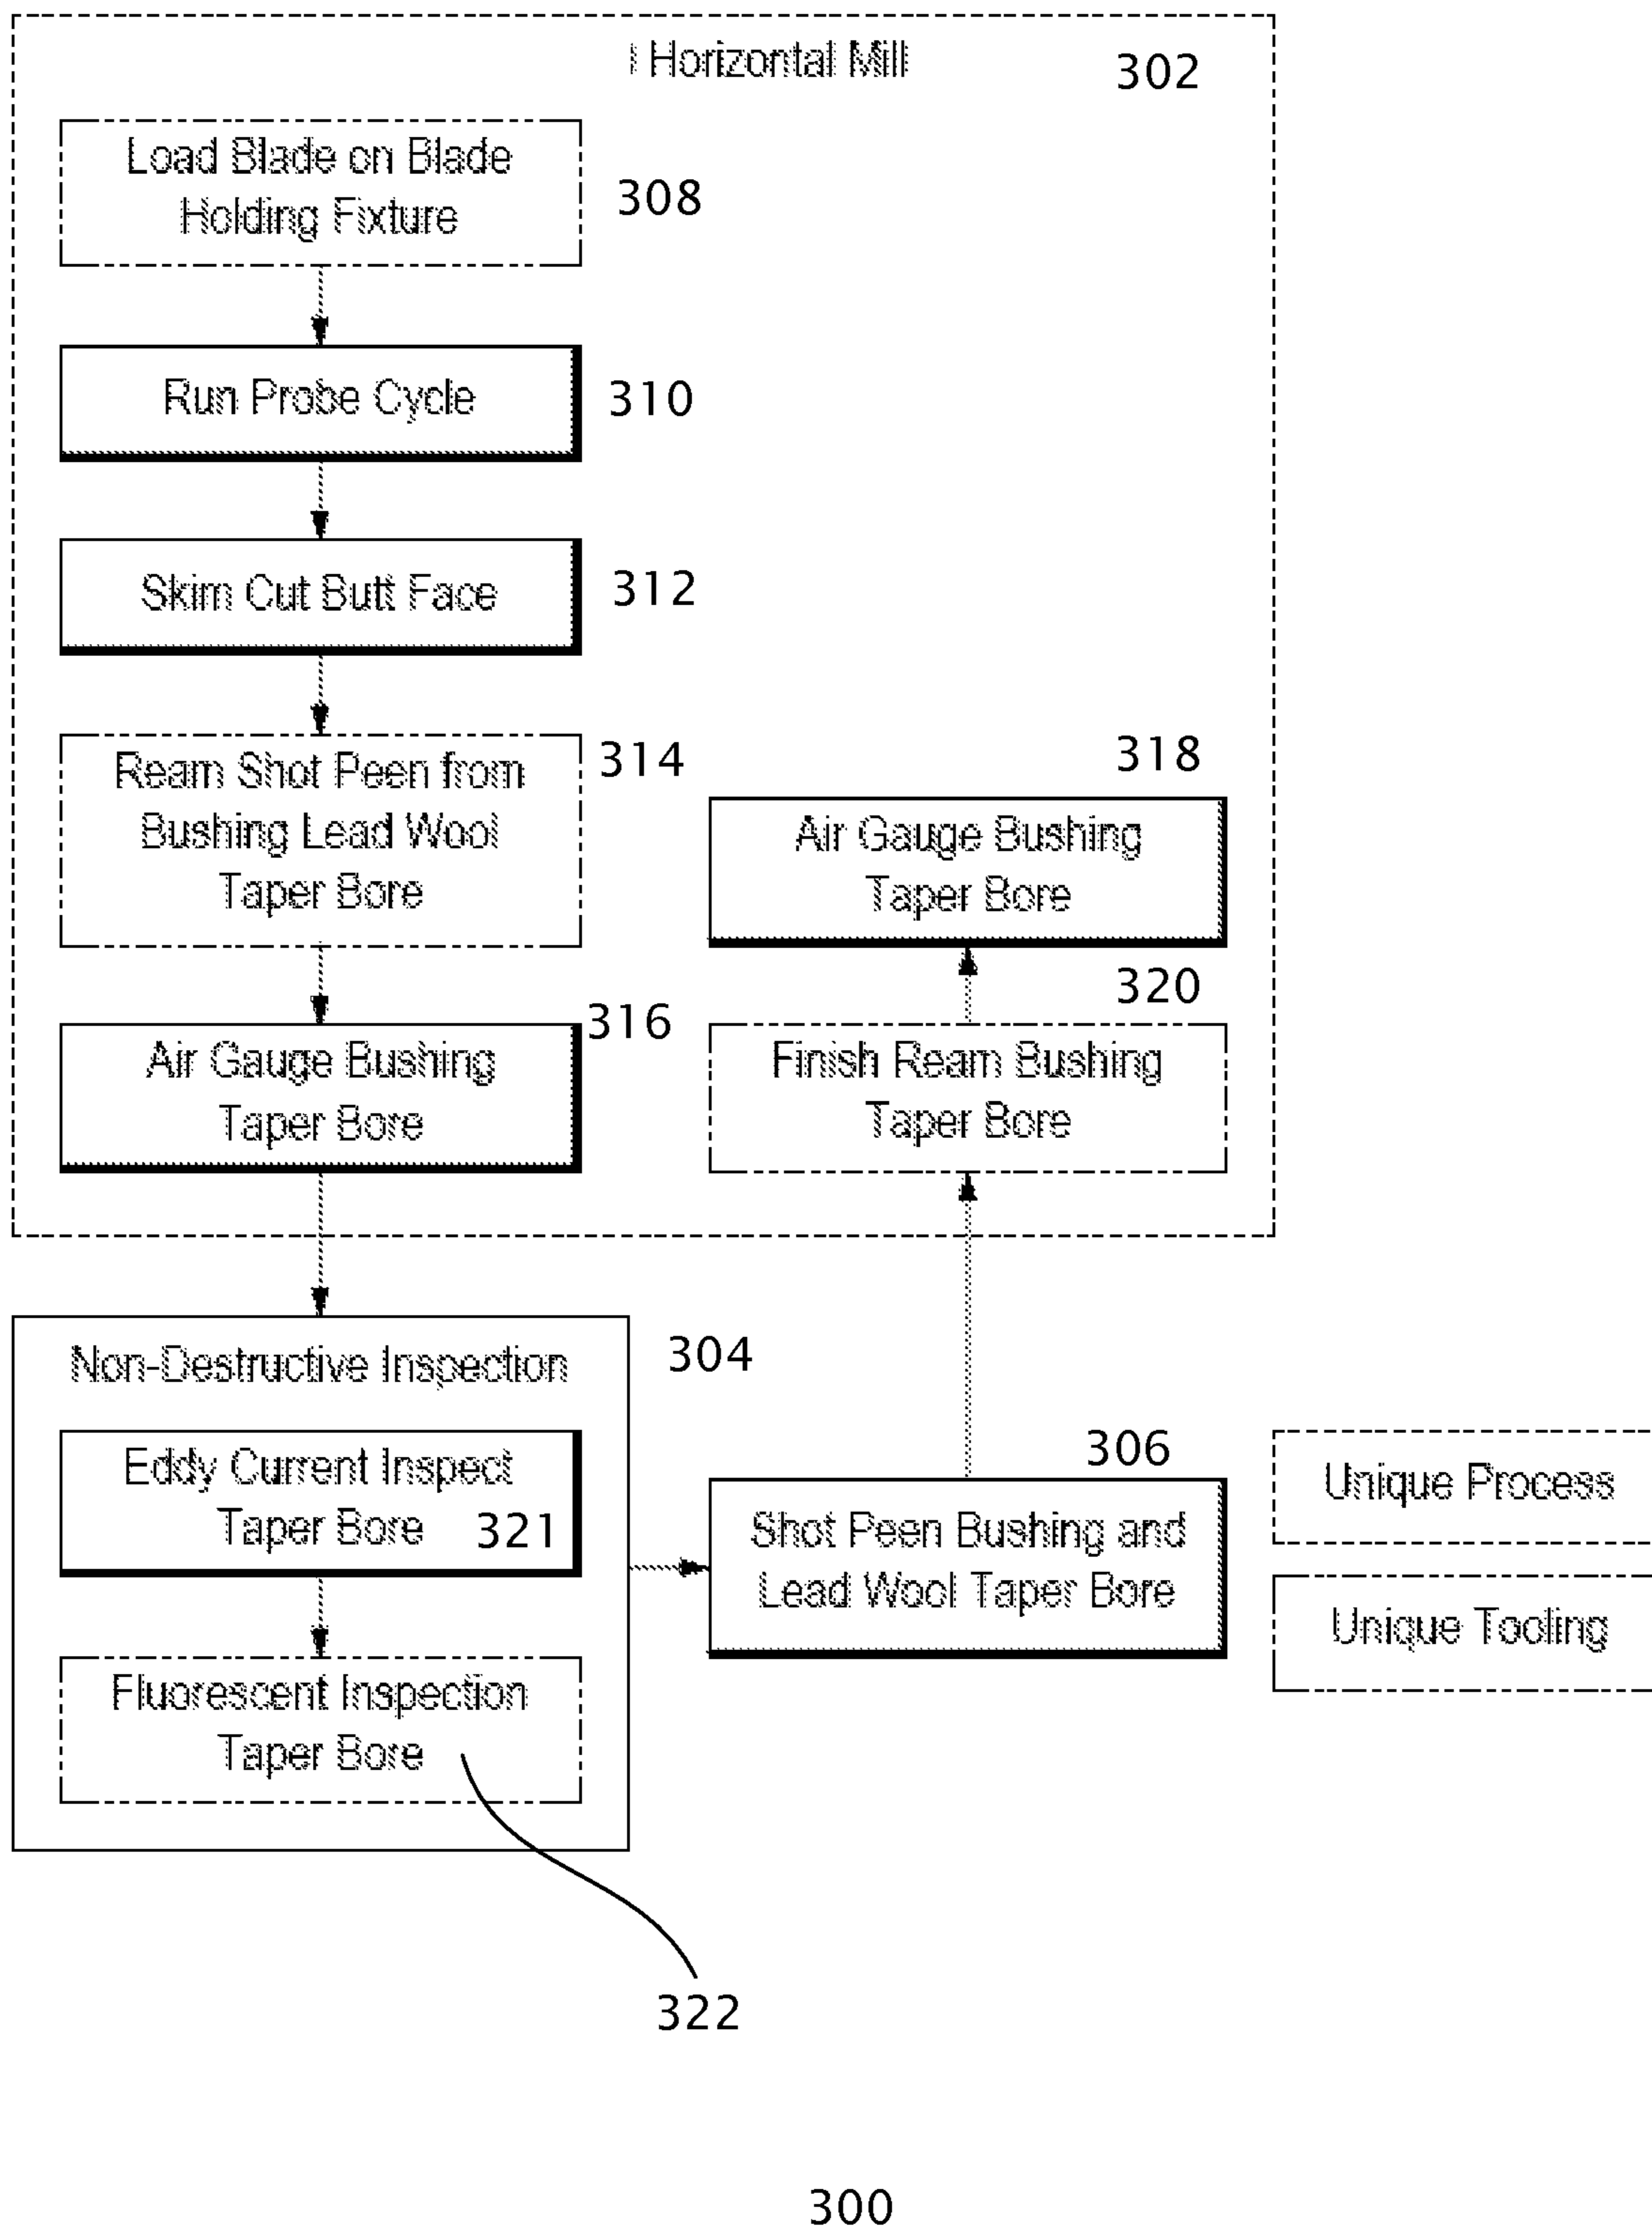 Horizontal Mill
302
Load Blade on Blade
Holding Fixture
308
Run Probe Cycle
310
Skim Cut Butt Face
312
Ream Shot Peen from
Bushing Lead Wool
Taper Bore
314
Air Gauge Bushing
Taper Bore
316
318
Air Gauge Bushing
Taper Bore
320
Finish Ream Bushing
Taper Bore
Non-Destructive Inspection
304
Eddy Current Inspect
Taper Bore
321
Fluorescent Inspection
Taper Bore
322
306
Shot Peen Bushing and
Lead Wool Taper Bore
Unique Process
Unique Tooling
300